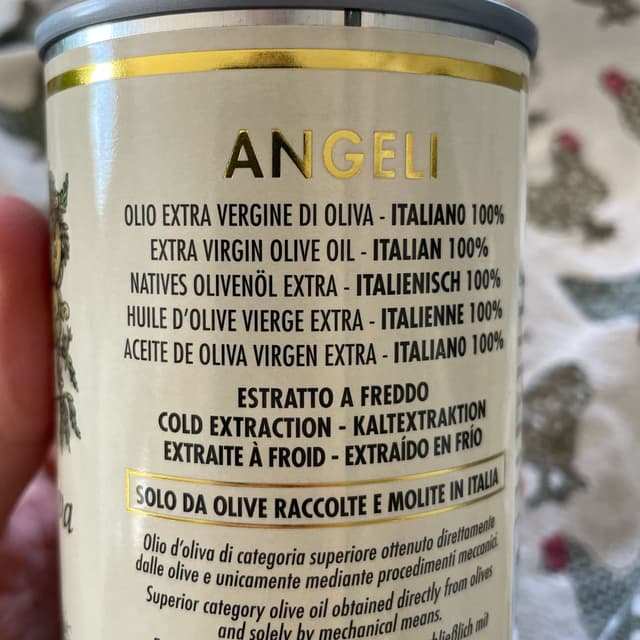 ANGELI
OLIO EXTRA VERGINE DI OLIVA - ITALIANO 100%
EXTRA VIRGIN OLIVE OIL - ITALIAN 100%
NATIVES OLIVENÖL EXTRA - ITALIENISCH 100%
HUILE D'OLIVE VIERGE EXTRA - ITALIENNE 100%
ACEITE DE OLIVA VIRGEN EXTRA - ITALIANO 100%
ESTRATTO A FREDDO
COLD EXTRACTION - KALTEXTRAKTION
EXTRAITE À FROID - EXTRAÍDO EN FRÍO
SOLO DA OLIVE RACCOLTE E MOLITE IN ITALIA
Olio d'oliva di categoria superiore ottenuto direttamente
dalle olive e unicamente mediante procedimenti meccanici.
Superior category olive oil obtained directly from olives
and solely by mechanical means.
mit